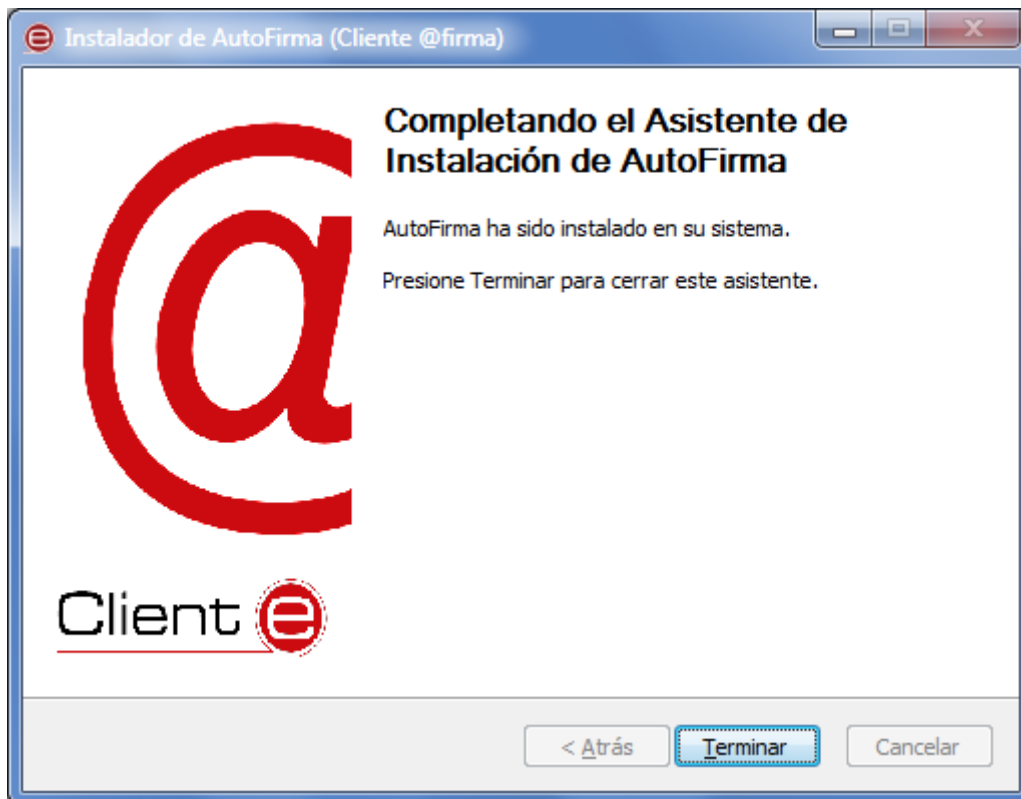 Instalador de AutoFirma (Cliente @firma)
Completando el Asistente de
Instalación de AutoFirma
AutoFirma ha sido instalado en su sistema.
Presione Terminar para cerrar este asistente.
@
Client e
< Atrás
Terminar
Cancelar